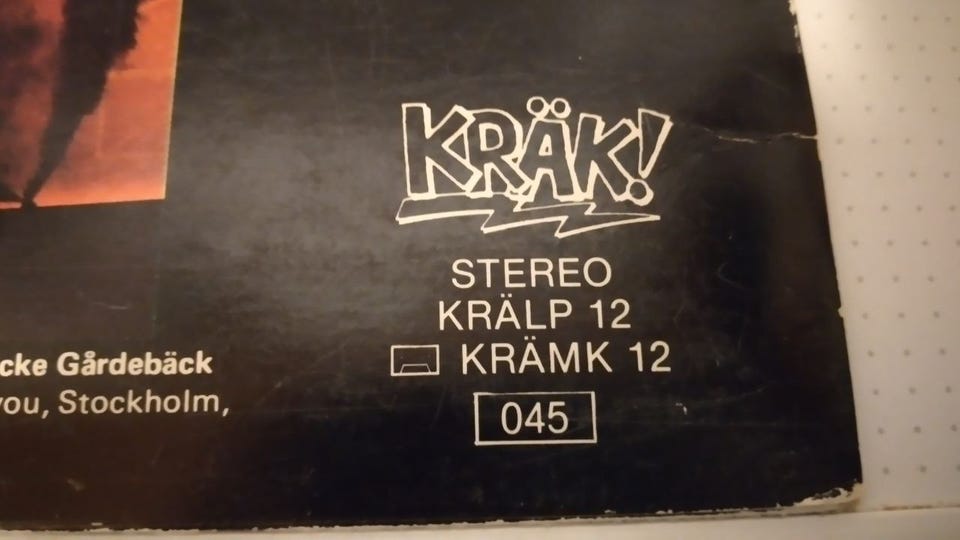 KRÄK!
STEREO
KRÄLP 12
KRÄMK 12
045
cke Gårdebäck
you, Stockholm,